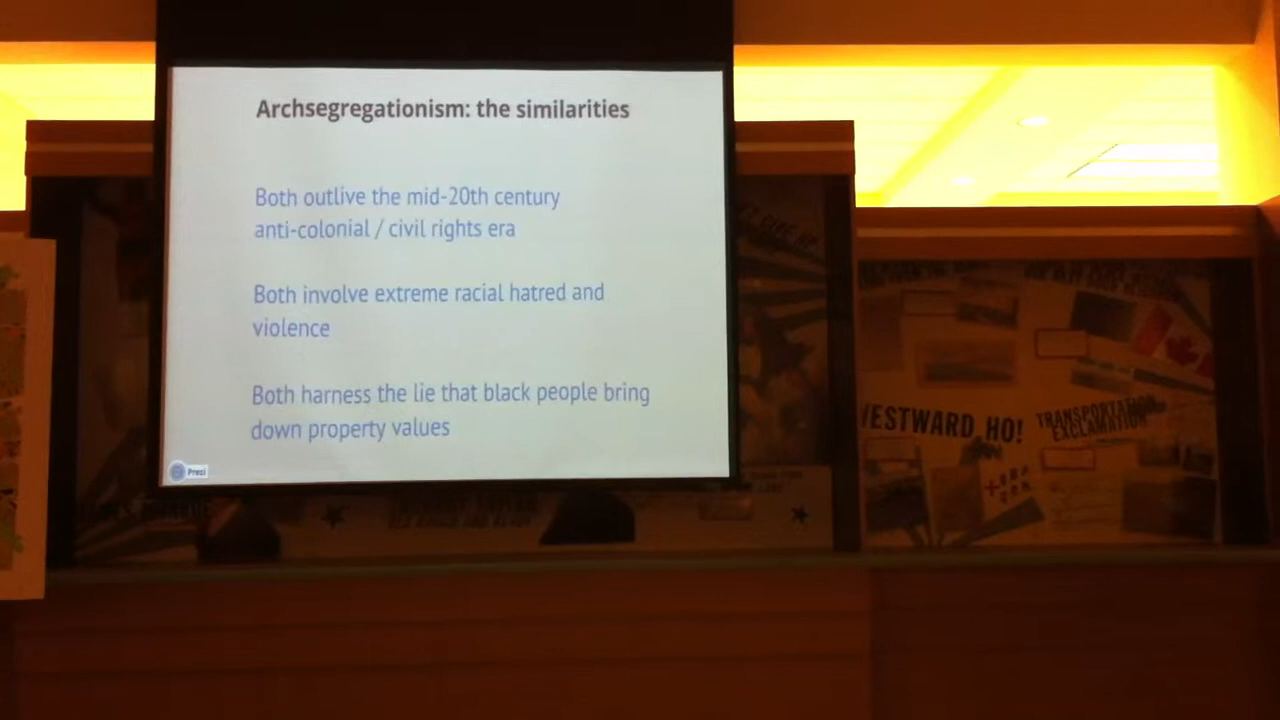 Archsegregationism: the similarities
Both outlive the mid-20th century
anti-colonial / civil rights era
Both involve extreme racial hatred and
violence
Both harness the lie that black people bring
down property values
Prezi
WESTWARD HO!
TRANSPORTATION
EXCLAMATION